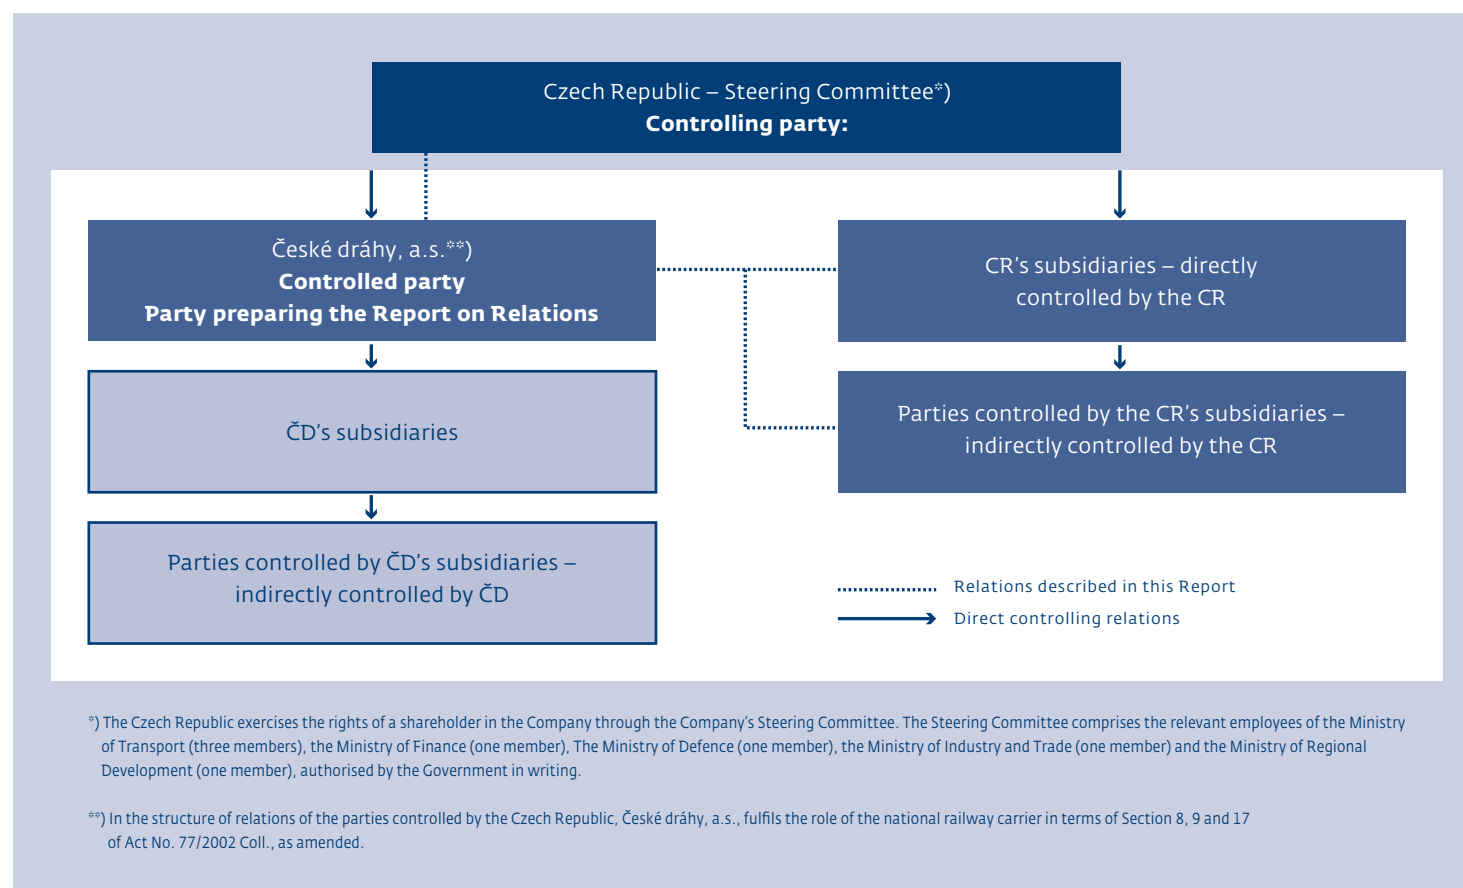 Czech Republic – Steering Committee*)
Controlling party:
České dráhy, a.s.**)
Controlled party
Party preparing the Report on Relations
CR's subsidiaries – directly
controlled by the CR
ČD's subsidiaries
Parties controlled by the CR's subsidiaries –
indirectly controlled by the CR
Parties controlled by ČD's subsidiaries –
indirectly controlled by ČD
Relations described in this Report
Direct controlling relations
*) The Czech Republic exercises the rights of a shareholder in the Company through the Company's Steering Committee. The Steering Committee comprises the relevant employees of the Ministry
of Transport (three members), the Ministry of Finance (one member), The Ministry of Defence (one member), the Ministry of Industry and Trade (one member) and the Ministry of Regional
Development (one member), authorised by the Government in writing.
**) In the structure of relations of the parties controlled by the Czech Republic, České dráhy, a.s., fulfils the role of the national railway carrier in terms of Section 8, 9 and 17
of Act No. 77/2002 Coll., as amended.